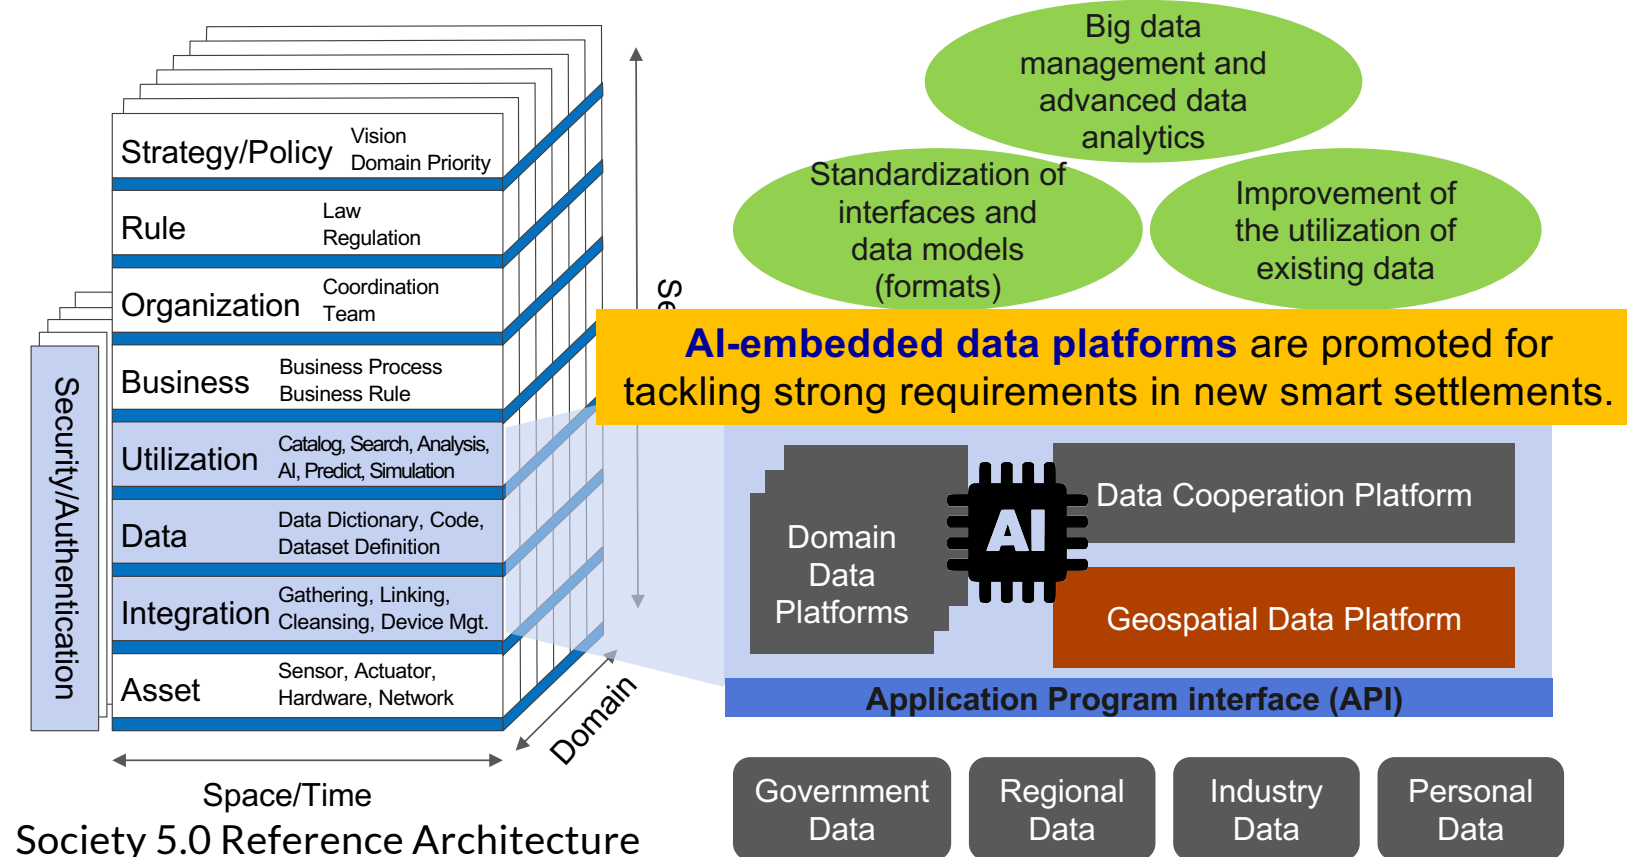 Strategy/Policy
Vision
Domain Priority
Rule
Law
Regulation
Organization
Coordination
Team
Business
Business Process
Business Rule
Utilization
Catalog, Search, Analysis,
AI, Predict, Simulation
Data
Data Dictionary, Code,
Dataset Definition
Integration
Gathering, Linking,
Cleansing, Device Mgt.
Asset
Sensor, Actuator,
Hardware, Network
Security/Authentication
Space/Time
Domain
Society 5.0 Reference Architecture
Big data
management and
advanced data
analytics
Standardization of
interfaces and
data models
(formats)
Improvement of
the utilization of
existing data
AI-embedded data platforms are promoted for
tackling strong requirements in new smart settlements.
Domain
Data
Platforms
AI
Data Cooperation Platform
Geospatial Data Platform
Application Program interface (API)
Government
Data
Regional
Data
Industry
Data
Personal
Data